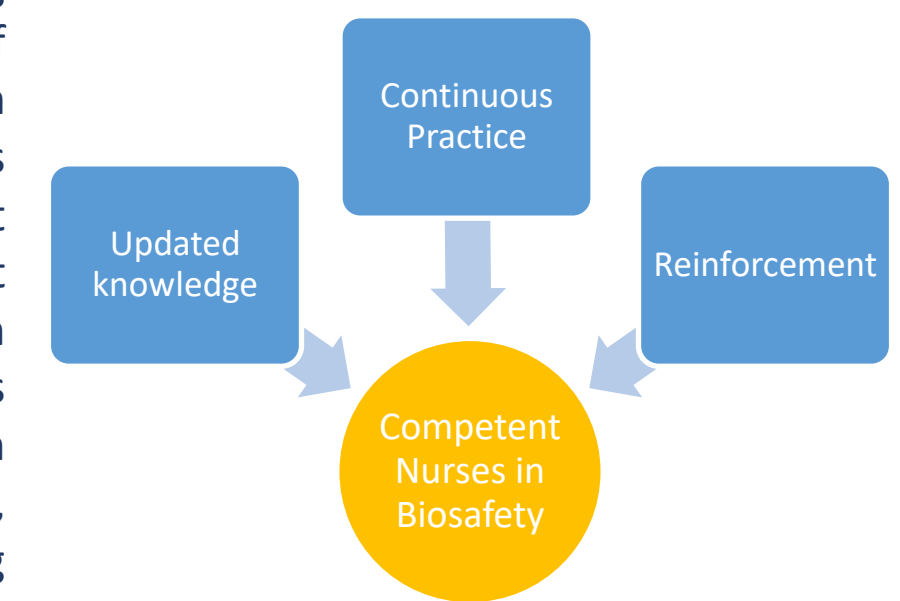 Continuous
Practice
Updated
knowledge
Reinforcement
Competent
Nurses in
Biosafety